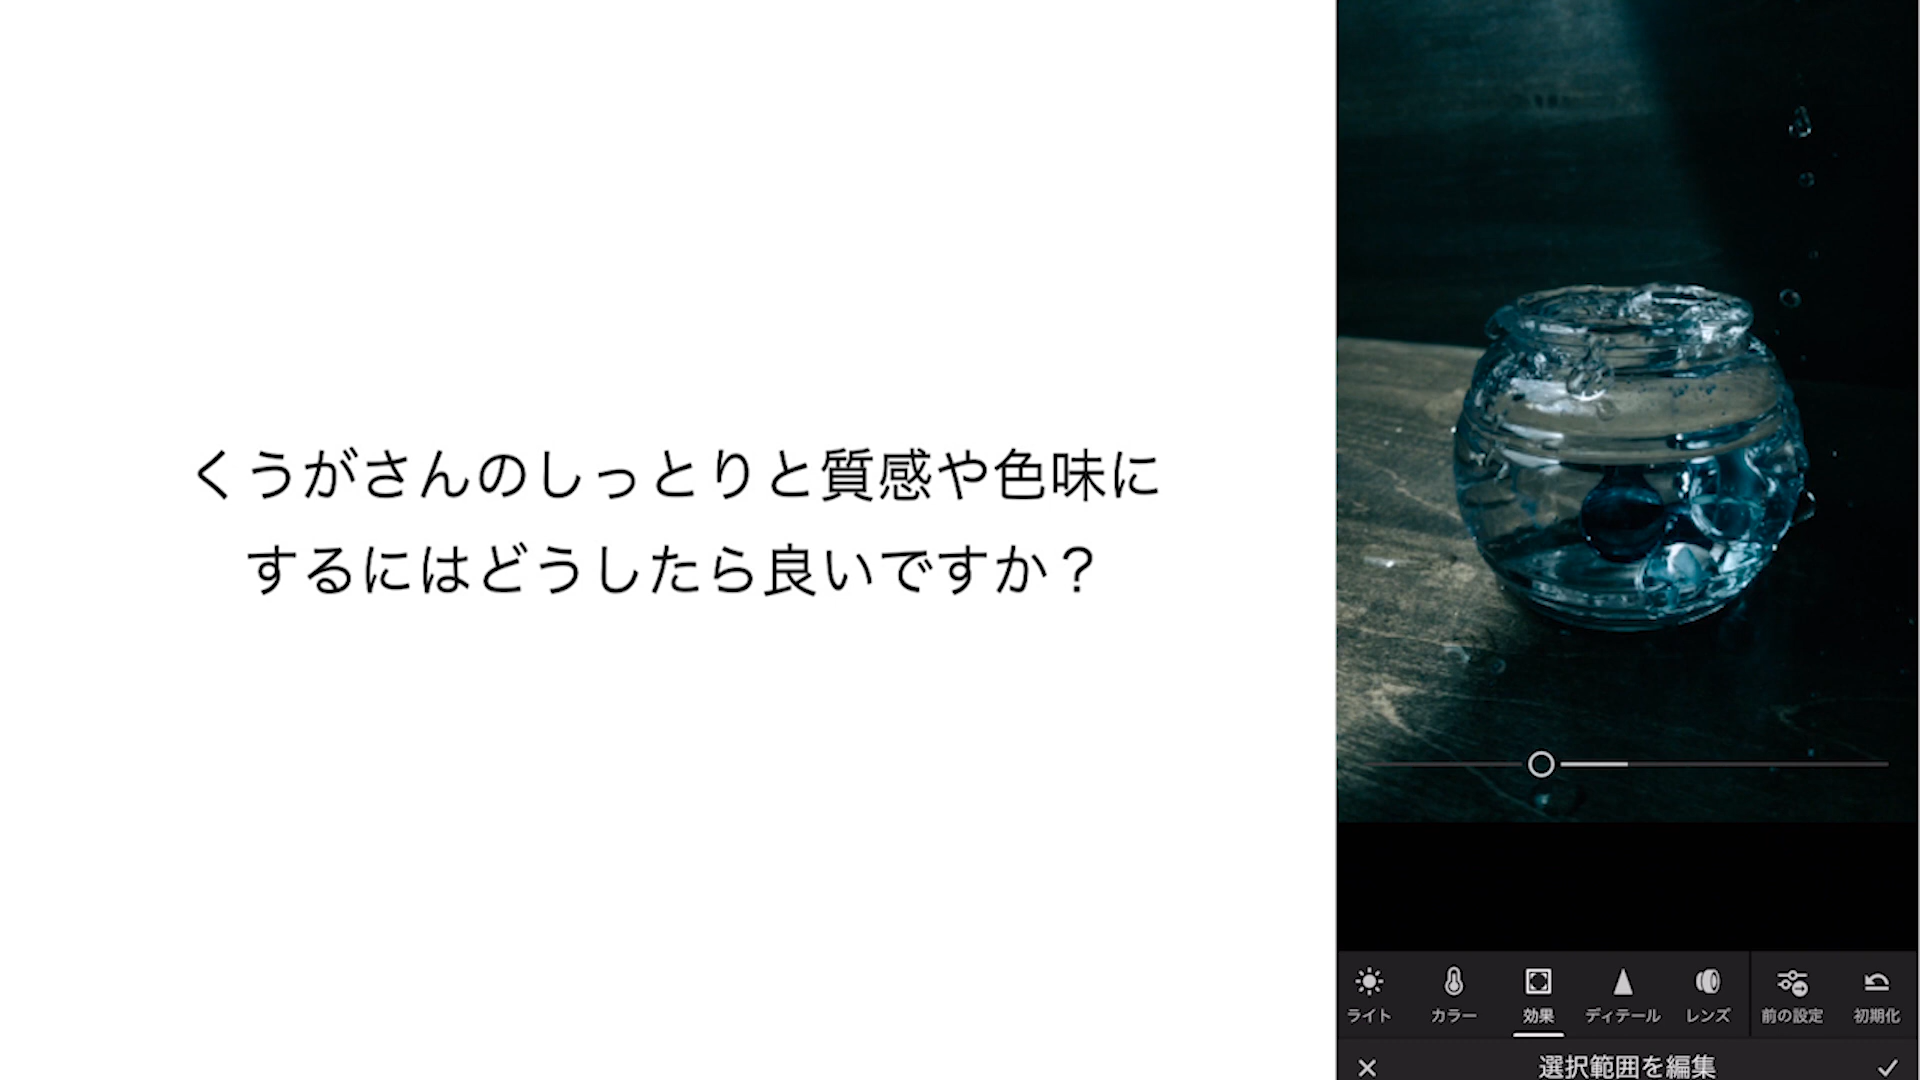 くうがさんのしっとりと質感や色味に
するにはどうしたら良いですか？
ライト
カラー
効果
ディテール
レンズ
前の設定
初期化
選択範囲を編集